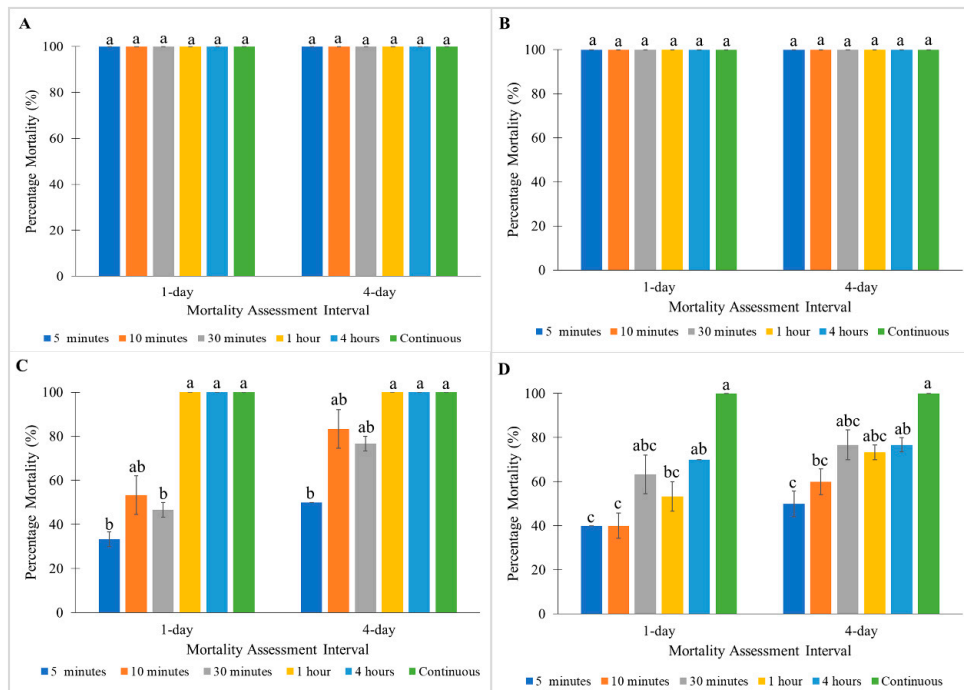 A
a a a a a a a a a a a a
100
80
60
40
20
0
Percentage Mortality (%)
1-day 4-day
Mortality Assessment Interval
5 minutes 10 minutes 30 minutes 1 hour 4 hours Continuous
B
a a a a a a a a a a a a
100
80
60
40
20
0
Percentage Mortality (%)
1-day 4-day
Mortality Assessment Interval
5 minutes 10 minutes 30 minutes 1 hour 4 hours Continuous
C
b ab b a a a b ab ab a a a
100
80
60
40
20
0
Percentage Mortality (%)
1-day 4-day
Mortality Assessment Interval
5 minutes 10 minutes 30 minutes 1 hour 4 hours Continuous
D
c c abc bc ab a c bc abc abc ab a
100
80
60
40
20
0
Percentage Mortality (%)
1-day 4-day
Mortality Assessment Interval
5 minutes 10 minutes 30 minutes 1 hour 4 hours Continuous